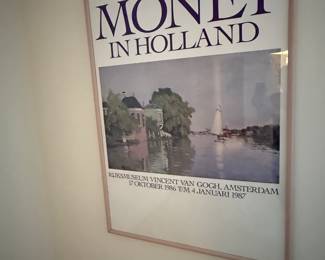 MONET
IN HOLLAND
RIJKSMUSEUM VINCENT VAN GOGH, AMSTERDAM
17 OKTOBER 1986 T/M 4 JANUARI 1987